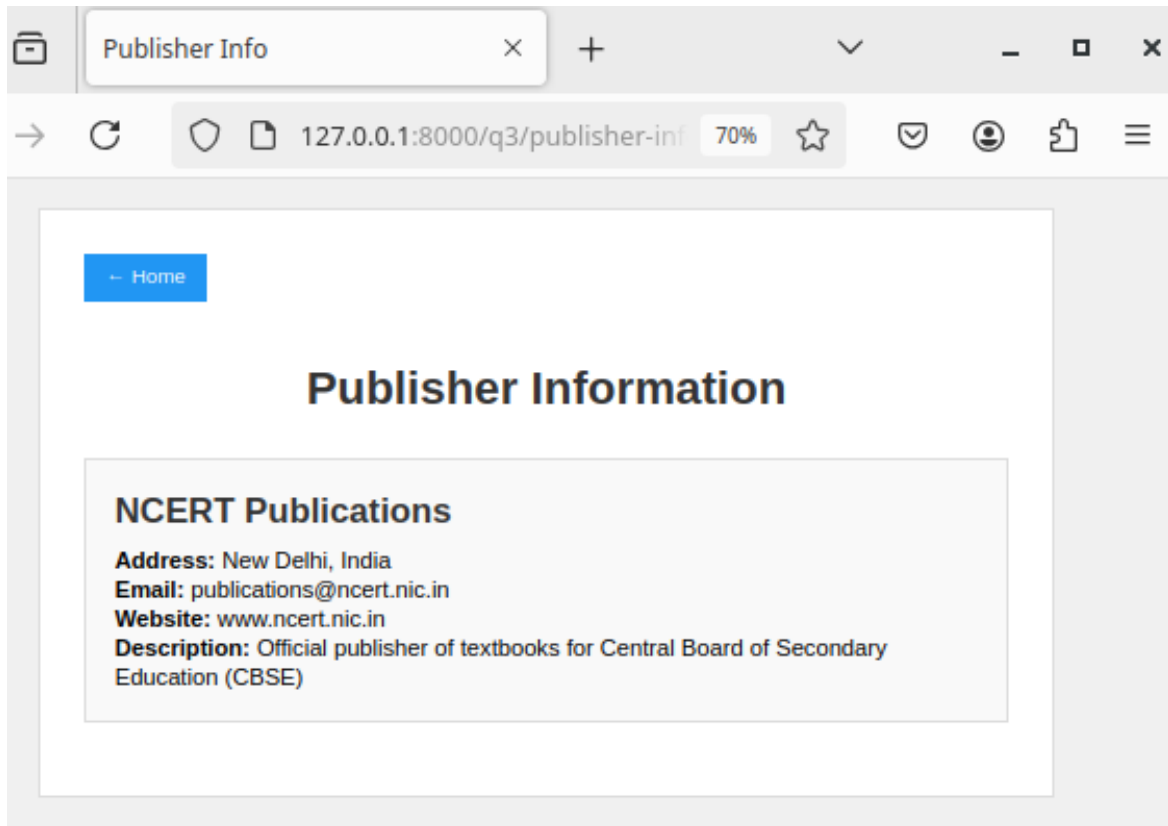 Publisher Info
127.0.0.1:8000/q3/publisher-inf 70%
← Home
Publisher Information
NCERT Publications
Address: New Delhi, India
Email: publications@ncert.nic.in
Website: www.ncert.nic.in
Description: Official publisher of textbooks for Central Board of Secondary
Education (CBSE)